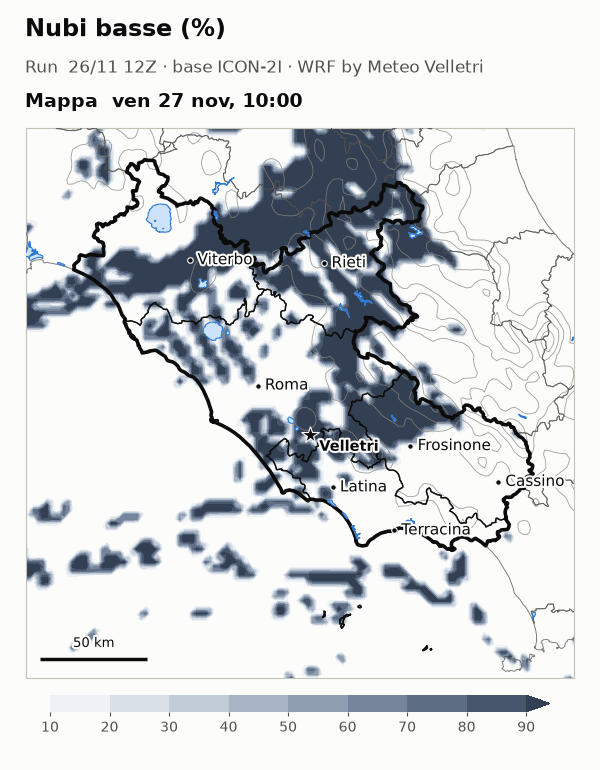 Nubi basse (%)
Run  26/11 12Z · base ICON-2I · WRF by Meteo Velletri
Mappa  ven 27 nov, 10:00
Viterbo
Rieti
Roma
Velletri
Frosinone
Latina
Cassino
Terracina
50 km
10 20 30 40 50 60 70 80 90